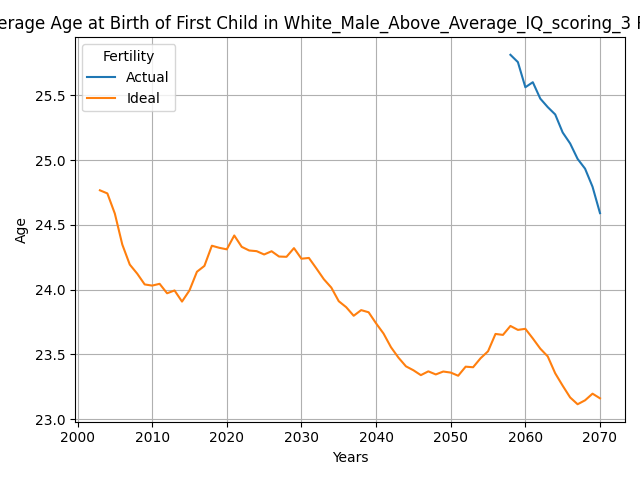 Age at Birth of First Child in White_Male_Above_Average_IQ_scoring_3
Fertility
Actual
Ideal
25.5
25.0
24.5
24.0
23.5
23.0
Age
2000 2010 2020 2030 2040 2050 2060 2070
Years